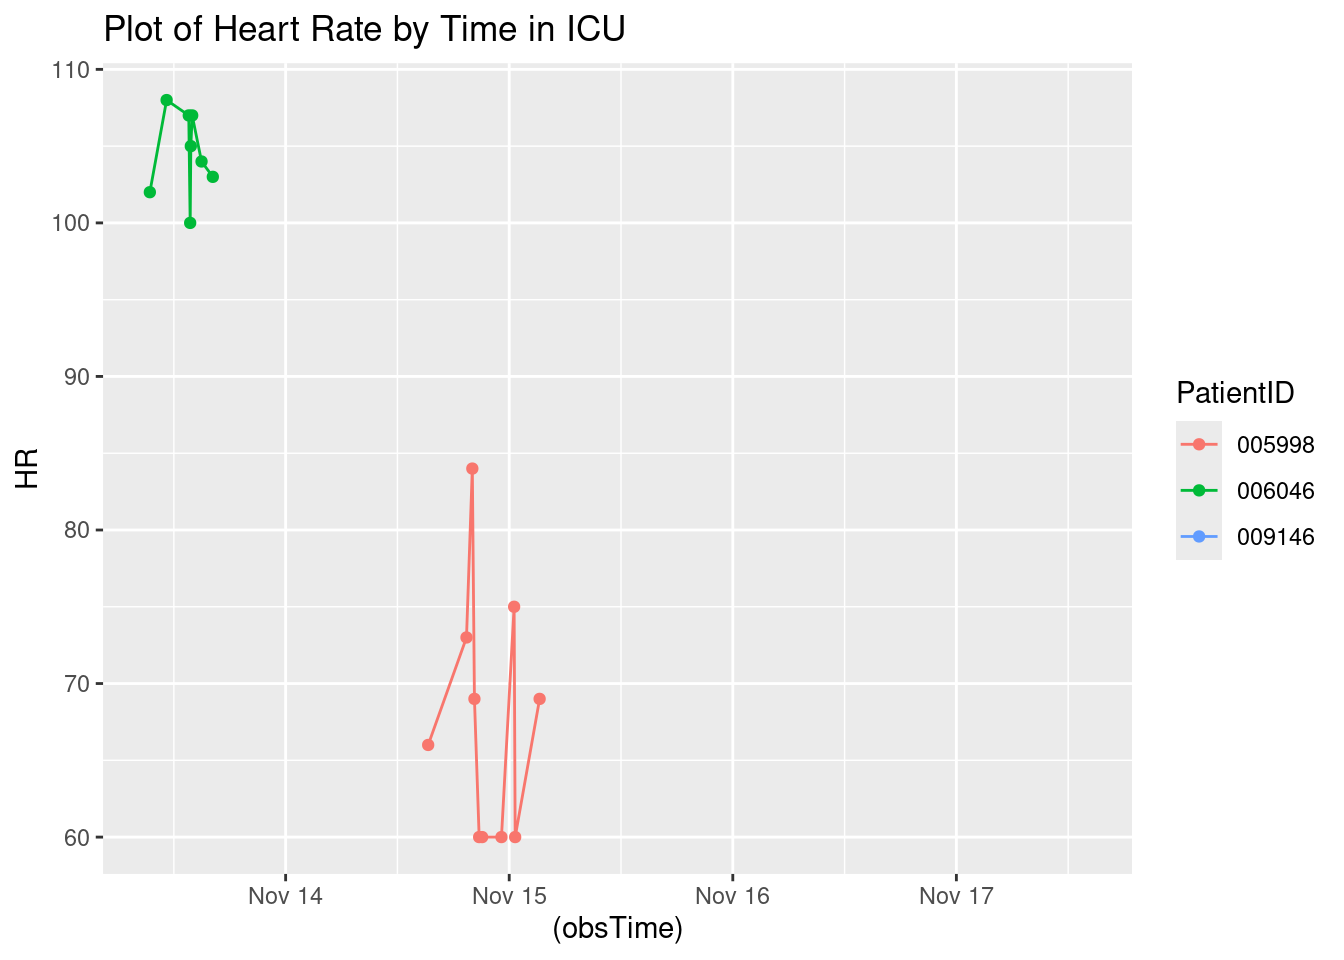 Plot of Heart Rate by Time in ICU
110
100
90
80
70
60
HR
Nov 14
Nov 15
Nov 16
Nov 17
(obsTime)
PatientID
005998
006046
009146